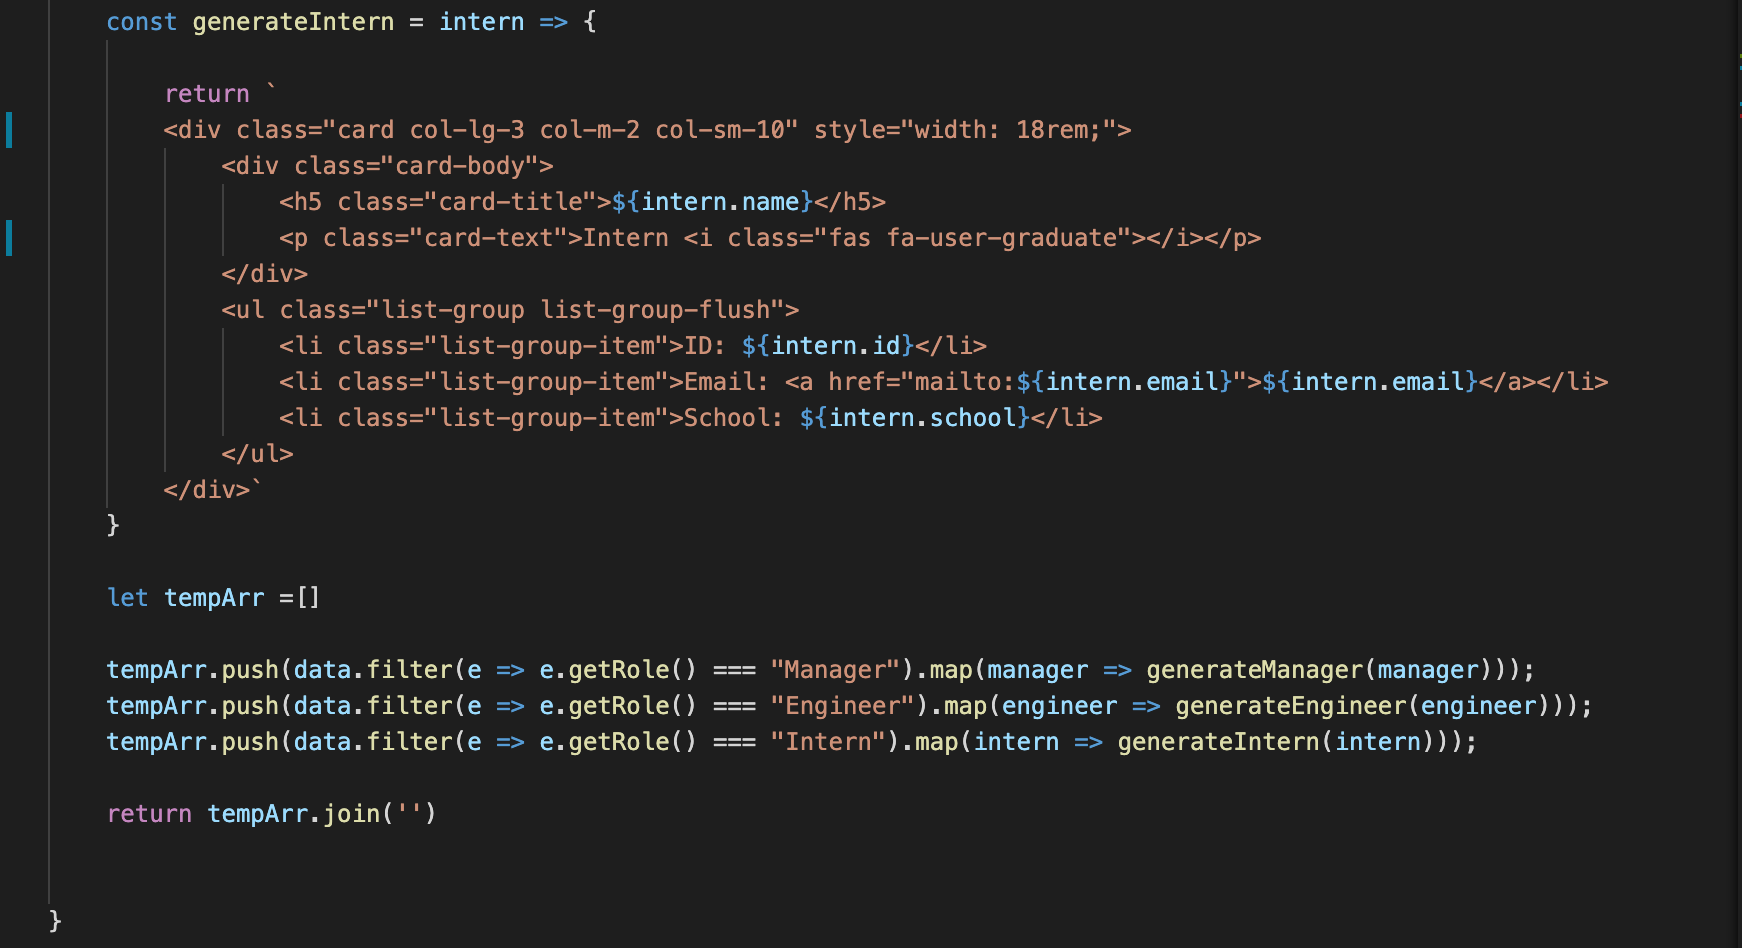 const generateIntern = intern => {
return `
<div class="card col-lg-3 col-m-2 col-sm-10" style="width: 18rem;">
<div class="card-body">
<h5 class="card-title">${intern.name}</h5>
<p class="card-text">Intern <i class="fas fa-user-graduate"></i></p>
</div>
<ul class="list-group list-group-flush">
<li class="list-group-item">ID: ${intern.id}</li>
<li class="list-group-item">Email: <a href="mailto:${intern.email}">${intern.email}</a></li>
<li class="list-group-item">School: ${intern.school}</li>
</ul>
</div>`
}
let tempArr =[]
tempArr.push(data.filter(e => e.getRole() === "Manager").map(manager => generateManager(manager)));
tempArr.push(data.filter(e => e.getRole() === "Engineer").map(engineer => generateEngineer(engineer)));
tempArr.push(data.filter(e => e.getRole() === "Intern").map(intern => generateIntern(intern)));
return tempArr.join('')
}